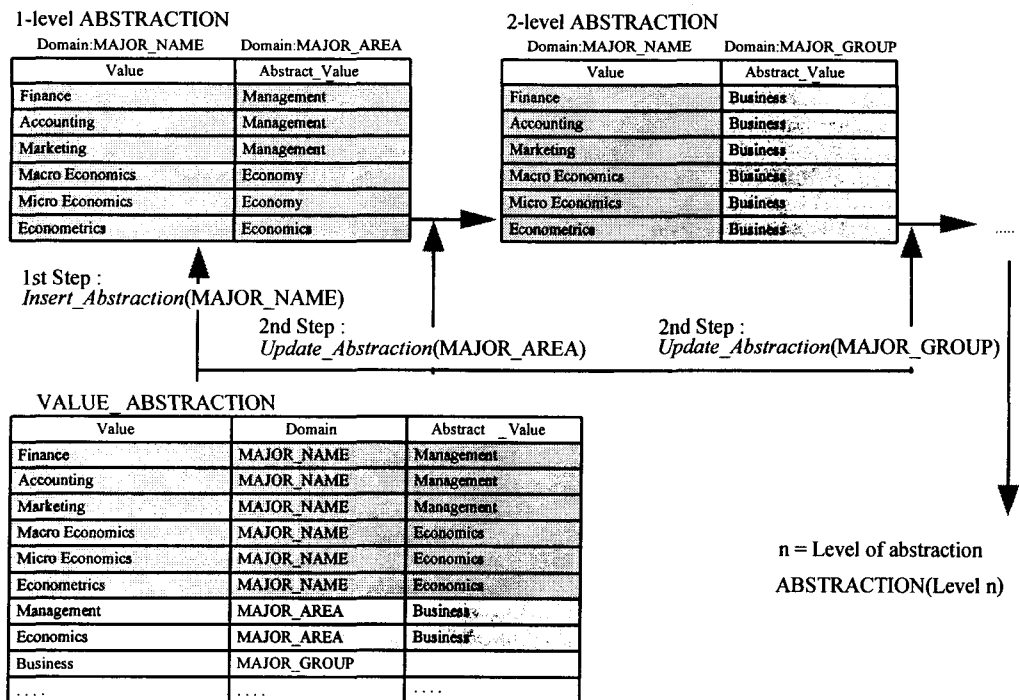 1-level ABSTRACTION
Domain:MAJOR_NAME Domain:MAJOR_AREA
Value Abstract_Value
Finance Management
Accounting Management
Marketing Management
Macro Economics Economy
Micro Economics Economy
Econometrics Economics
2-level ABSTRACTION
Domain:MAJOR_NAME Domain:MAJOR_GROUP
Value Abstract_Value
Finance Business
Accounting Business
Marketing Business
Macro Economics Business
Micro Economics Business
Econometrics Business
.....
1st Step :
Insert_Abstraction(MAJOR_NAME)
2nd Step :
Update_Abstraction(MAJOR_AREA)
2nd Step :
Update_Abstraction(MAJOR_GROUP)
VALUE_ ABSTRACTION
Value Domain Abstract _Value
Finance MAJOR_NAME Management
Accounting MAJOR_NAME Management
Marketing MAJOR_NAME Management
Macro Economics MAJOR_NAME Economics
Micro Economics MAJOR_NAME Economics
Econometrics MAJOR_NAME Economics
Management MAJOR_AREA Business
Economics MAJOR_AREA Business
Business MAJOR_GROUP
.... .... ....
n = Level of abstraction
ABSTRACTION(Level n)